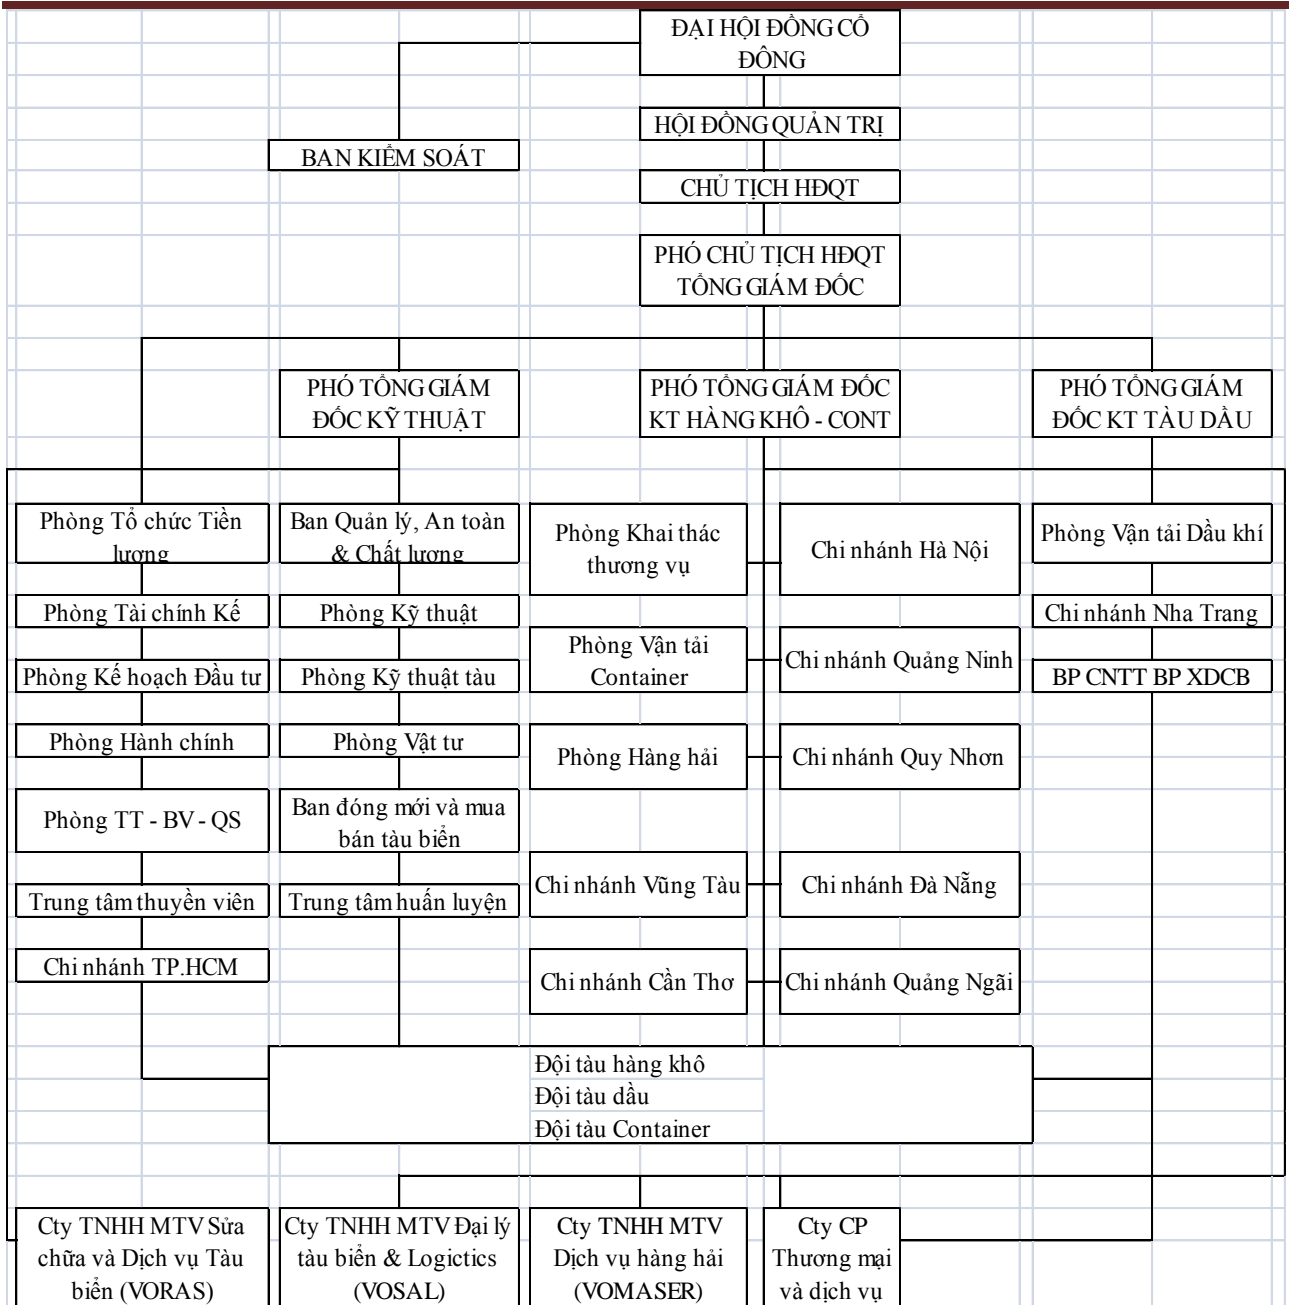 ĐẠI HỘI ĐỒNG CỔ
ĐÔNG
HỘI ĐỒNG QUẢN TRỊ
BAN KIỂM SOÁT
CHỦ TỊCH HĐQT
PHÓ CHỦ TỊCH HĐQT
TỔNG GIÁM ĐỐC
PHÓ TỔNG GIÁM
ĐỐC KỸ THUẬT
PHÓ TỔNG GIÁM ĐỐC
KT HÀNG KHÔ - CONT
PHÓ TỔNG GIÁM
ĐỐC KT TÀU DẦU
Phòng Tổ chức Tiền
lương
Ban Quản lý, An toàn
& Chất lượng
Phòng Khai thác
thương vụ
Chi nhánh Hà Nội
Phòng Vận tải Dầu khí
Phòng Tài chính Kế
Phòng Kỹ thuật
Chi nhánh Nha Trang
Phòng Vận tải
Container
Chi nhánh Quảng Ninh
Phòng Kế hoạch Đầu tư
Phòng Kỹ thuật tàu
BP CNTT BP XDCB
Phòng Hành chính
Phòng Vật tư
Phòng Hàng hải
Chi nhánh Quy Nhơn
Phòng TT - BV - QS
Ban đóng mới và mua
bán tàu biển
Chi nhánh Vũng Tàu
Chi nhánh Đà Nẵng
Trung tâm thuyền viên
Trung tâm huấn luyện
Chi nhánh TP.HCM
Chi nhánh Cần Thơ
Chi nhánh Quảng Ngãi
Đội tàu hàng khô
Đội tàu dầu
Đội tàu Container
Cty TNHH MTV Sửa
chữa và Dịch vụ Tàu
biển (VORAS)
Cty TNHH MTV Đại lý
tàu biển & Logictics
(VOSAL)
Cty TNHH MTV
Dịch vụ hàng hải
(VOMASER)
Cty CP
Thương mại
và dịch vụ